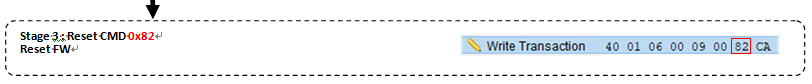 Stage 3 : Reset CMD 0x82
Reset FW
Write Transaction 40 01 06 00 09 00 82 CA